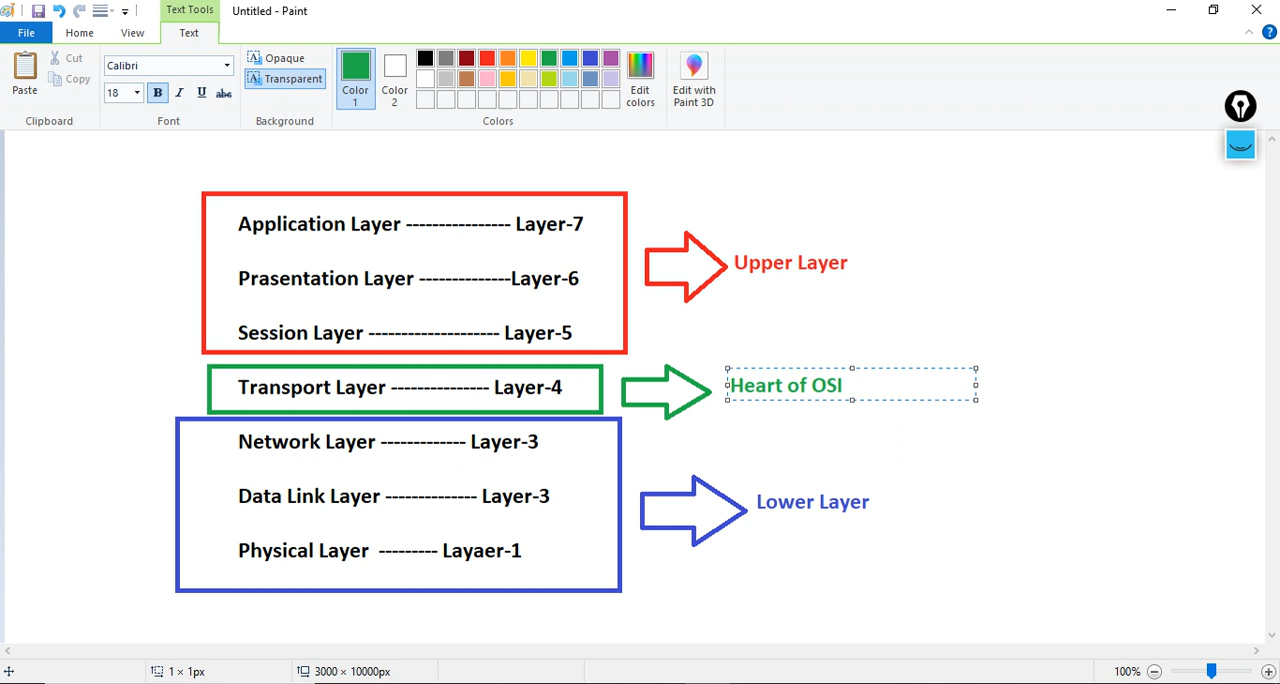 Text Tools
Untitled - Paint
File Home View Text
Paste
Cut
Copy
Clipboard
Calibri
18 B I U abc
Font
Opaque
Transparent
Background
Color 1
Color 2
Edit colors
Colors
Edit with Paint 3D
Application Layer ---------------- Layer-7
Prasentation Layer --------------Layer-6
Upper Layer
Session Layer -------------------- Layer-5
Transport Layer --------------- Layer-4
Heart of OSI
Network Layer ------------- Layer-3
Data Link Layer -------------- Layer-3
Lower Layer
Physical Layer --------- Layaer-1
1 × 1px
3000 × 10000px
100%